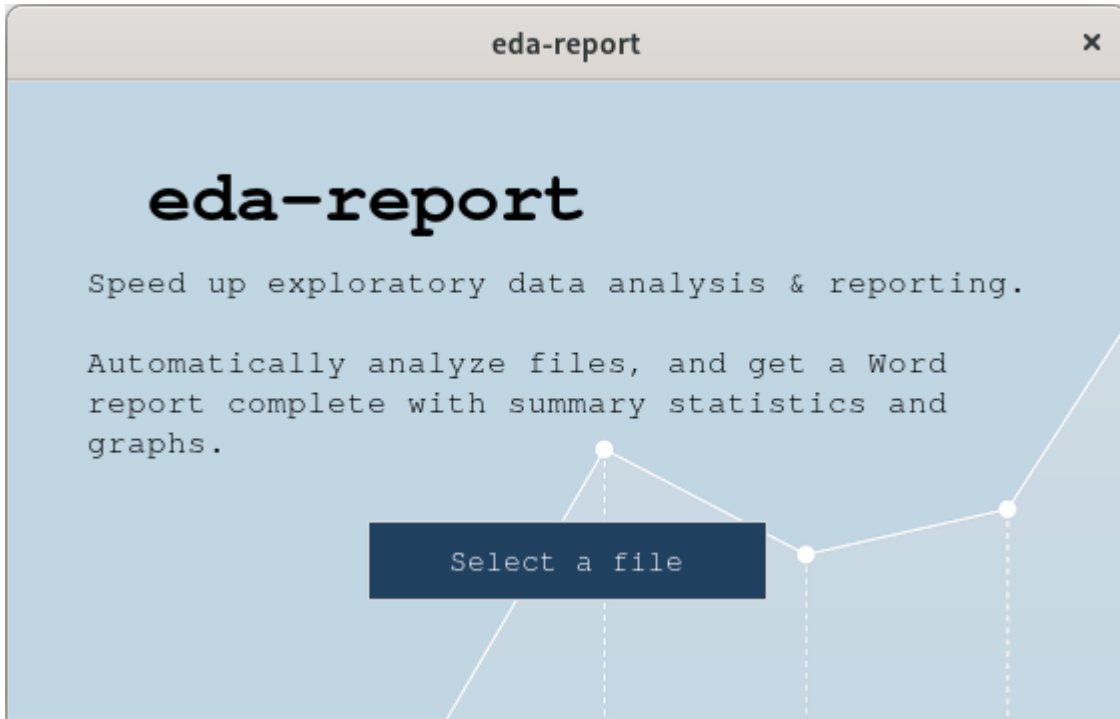 eda-report
eda-report
Speed up exploratory data analysis & reporting.
Automatically analyze files, and get a Word
report complete with summary statistics and
graphs.
Select a file